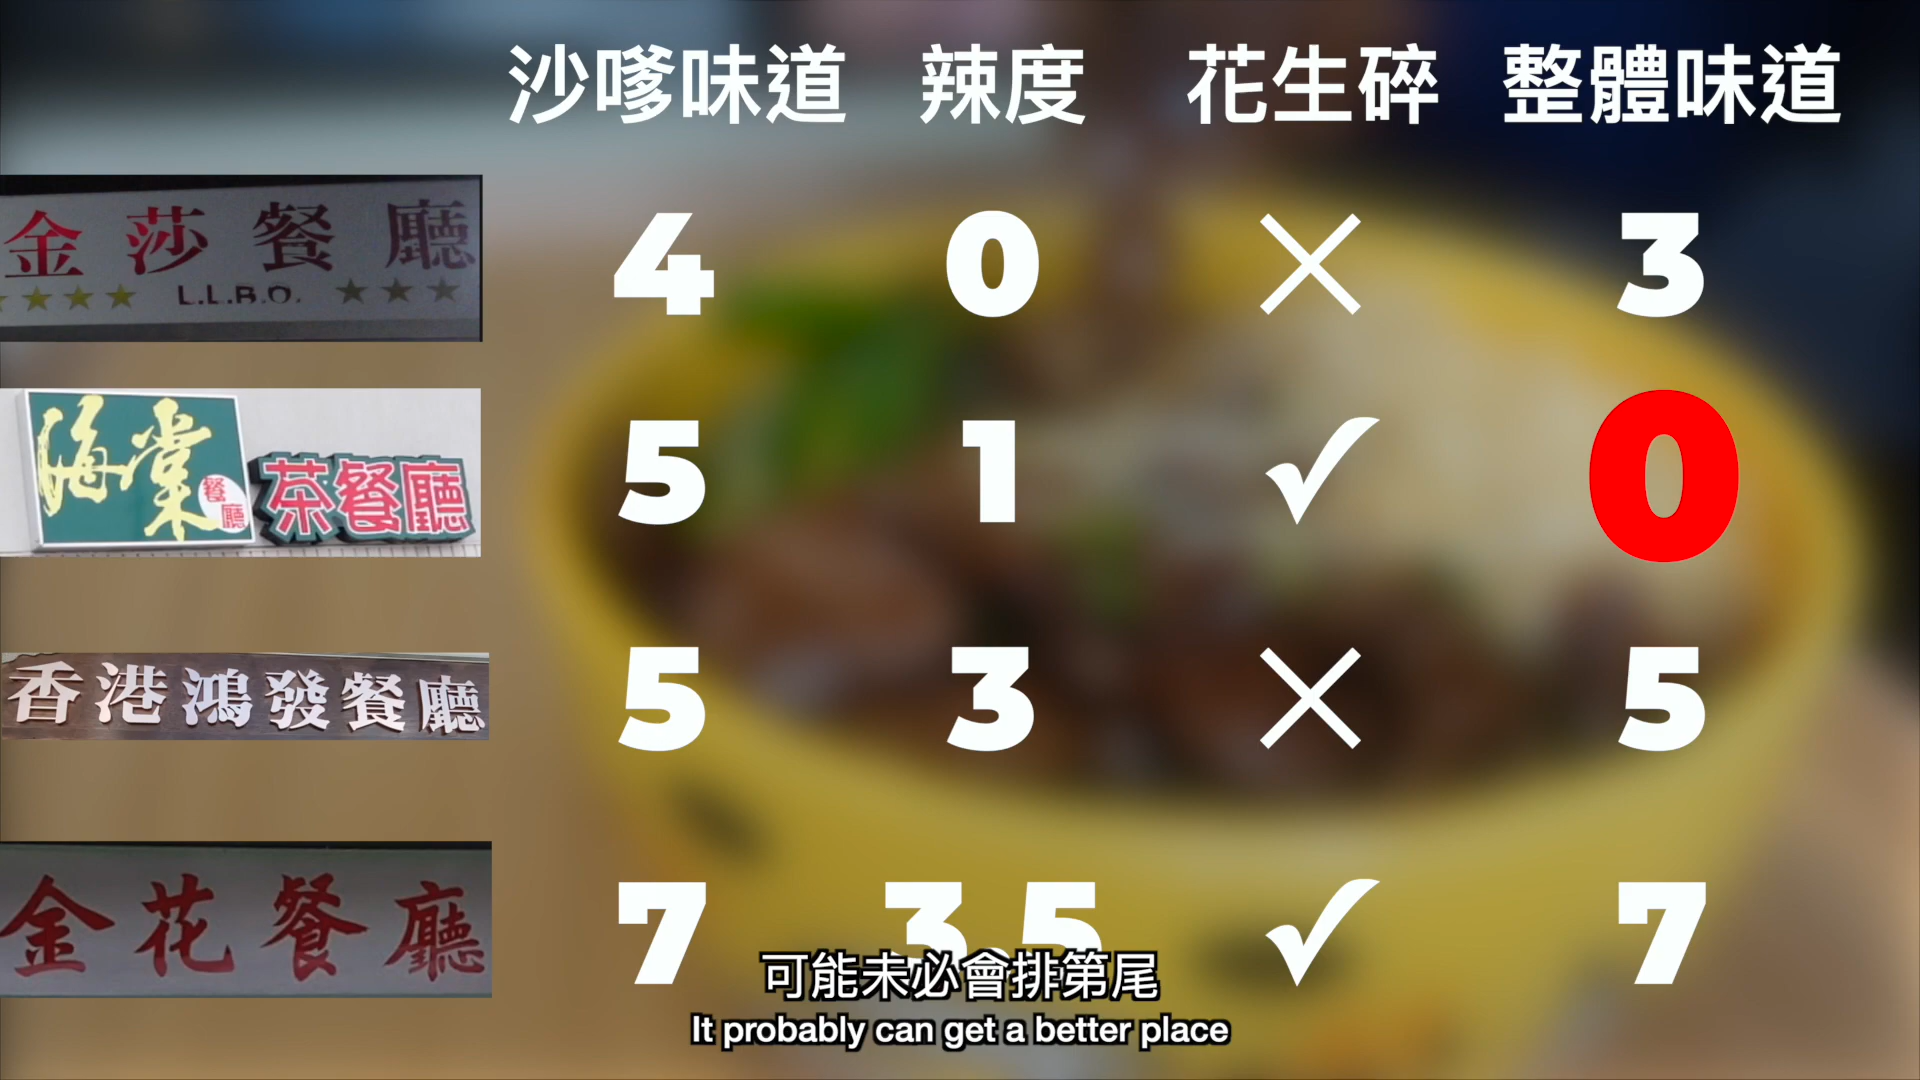 沙嗲味道 辣度 花生碎 整體味道
金莎餐廳
L.L.B.O.
4 0 × 3
海棠
餐廳
茶餐廳
5 1 ✓ 0
香港鴻發餐廳
5 3 × 5
金花餐廳
7 3.5 ✓ 7
可能未必會排第尾
It probably can get a better place